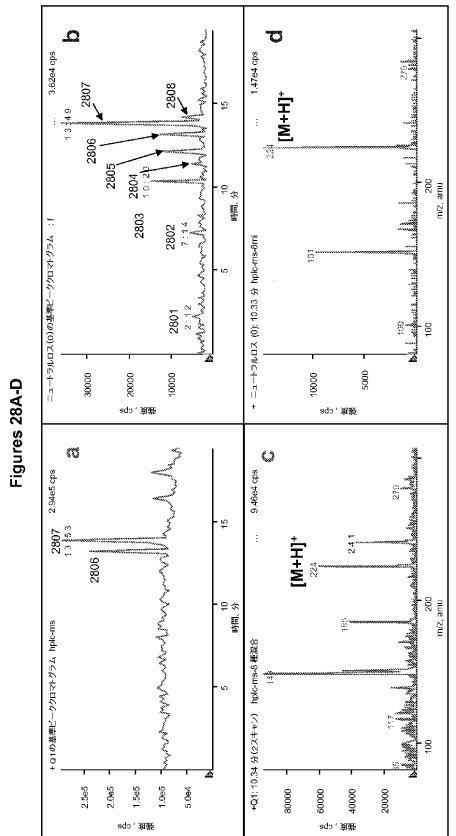 Figures 28A-D
+Q1の基準ピーククロマトグラム hplc-ms
2.94e5 cps
a
2807
13:53
2806
2.5e5
2.0e5
1.5e5
1.0e5
5.0e4
強度, cps
5
15
時間, 分
ニュートラルロス(0)の基準ピーククロマトグラム : f
...
3.62e4 cps
b
13:49
2807
2808
2806
2805
2804
10:20
2803
2802
7:14
2801
2:12
30000
20000
10000
強度, cps
5
10
15
時間, 分
+Q1: 10.34 分 (2スキャン) hplc-ms-8 種混合
...
9.46e4 cps
c
[M+H]+
224
241
185
279
117
80000
60000
40000
20000
強度, cps
100
200
m/z, amu
+ ニュートラルロス (0): 10.33 分 hplc-ms-8mi
...
1.47e4 cps
d
[M+H]+
224
151
100
279
10000
5000
強度, cps
100
200
m/z, amu